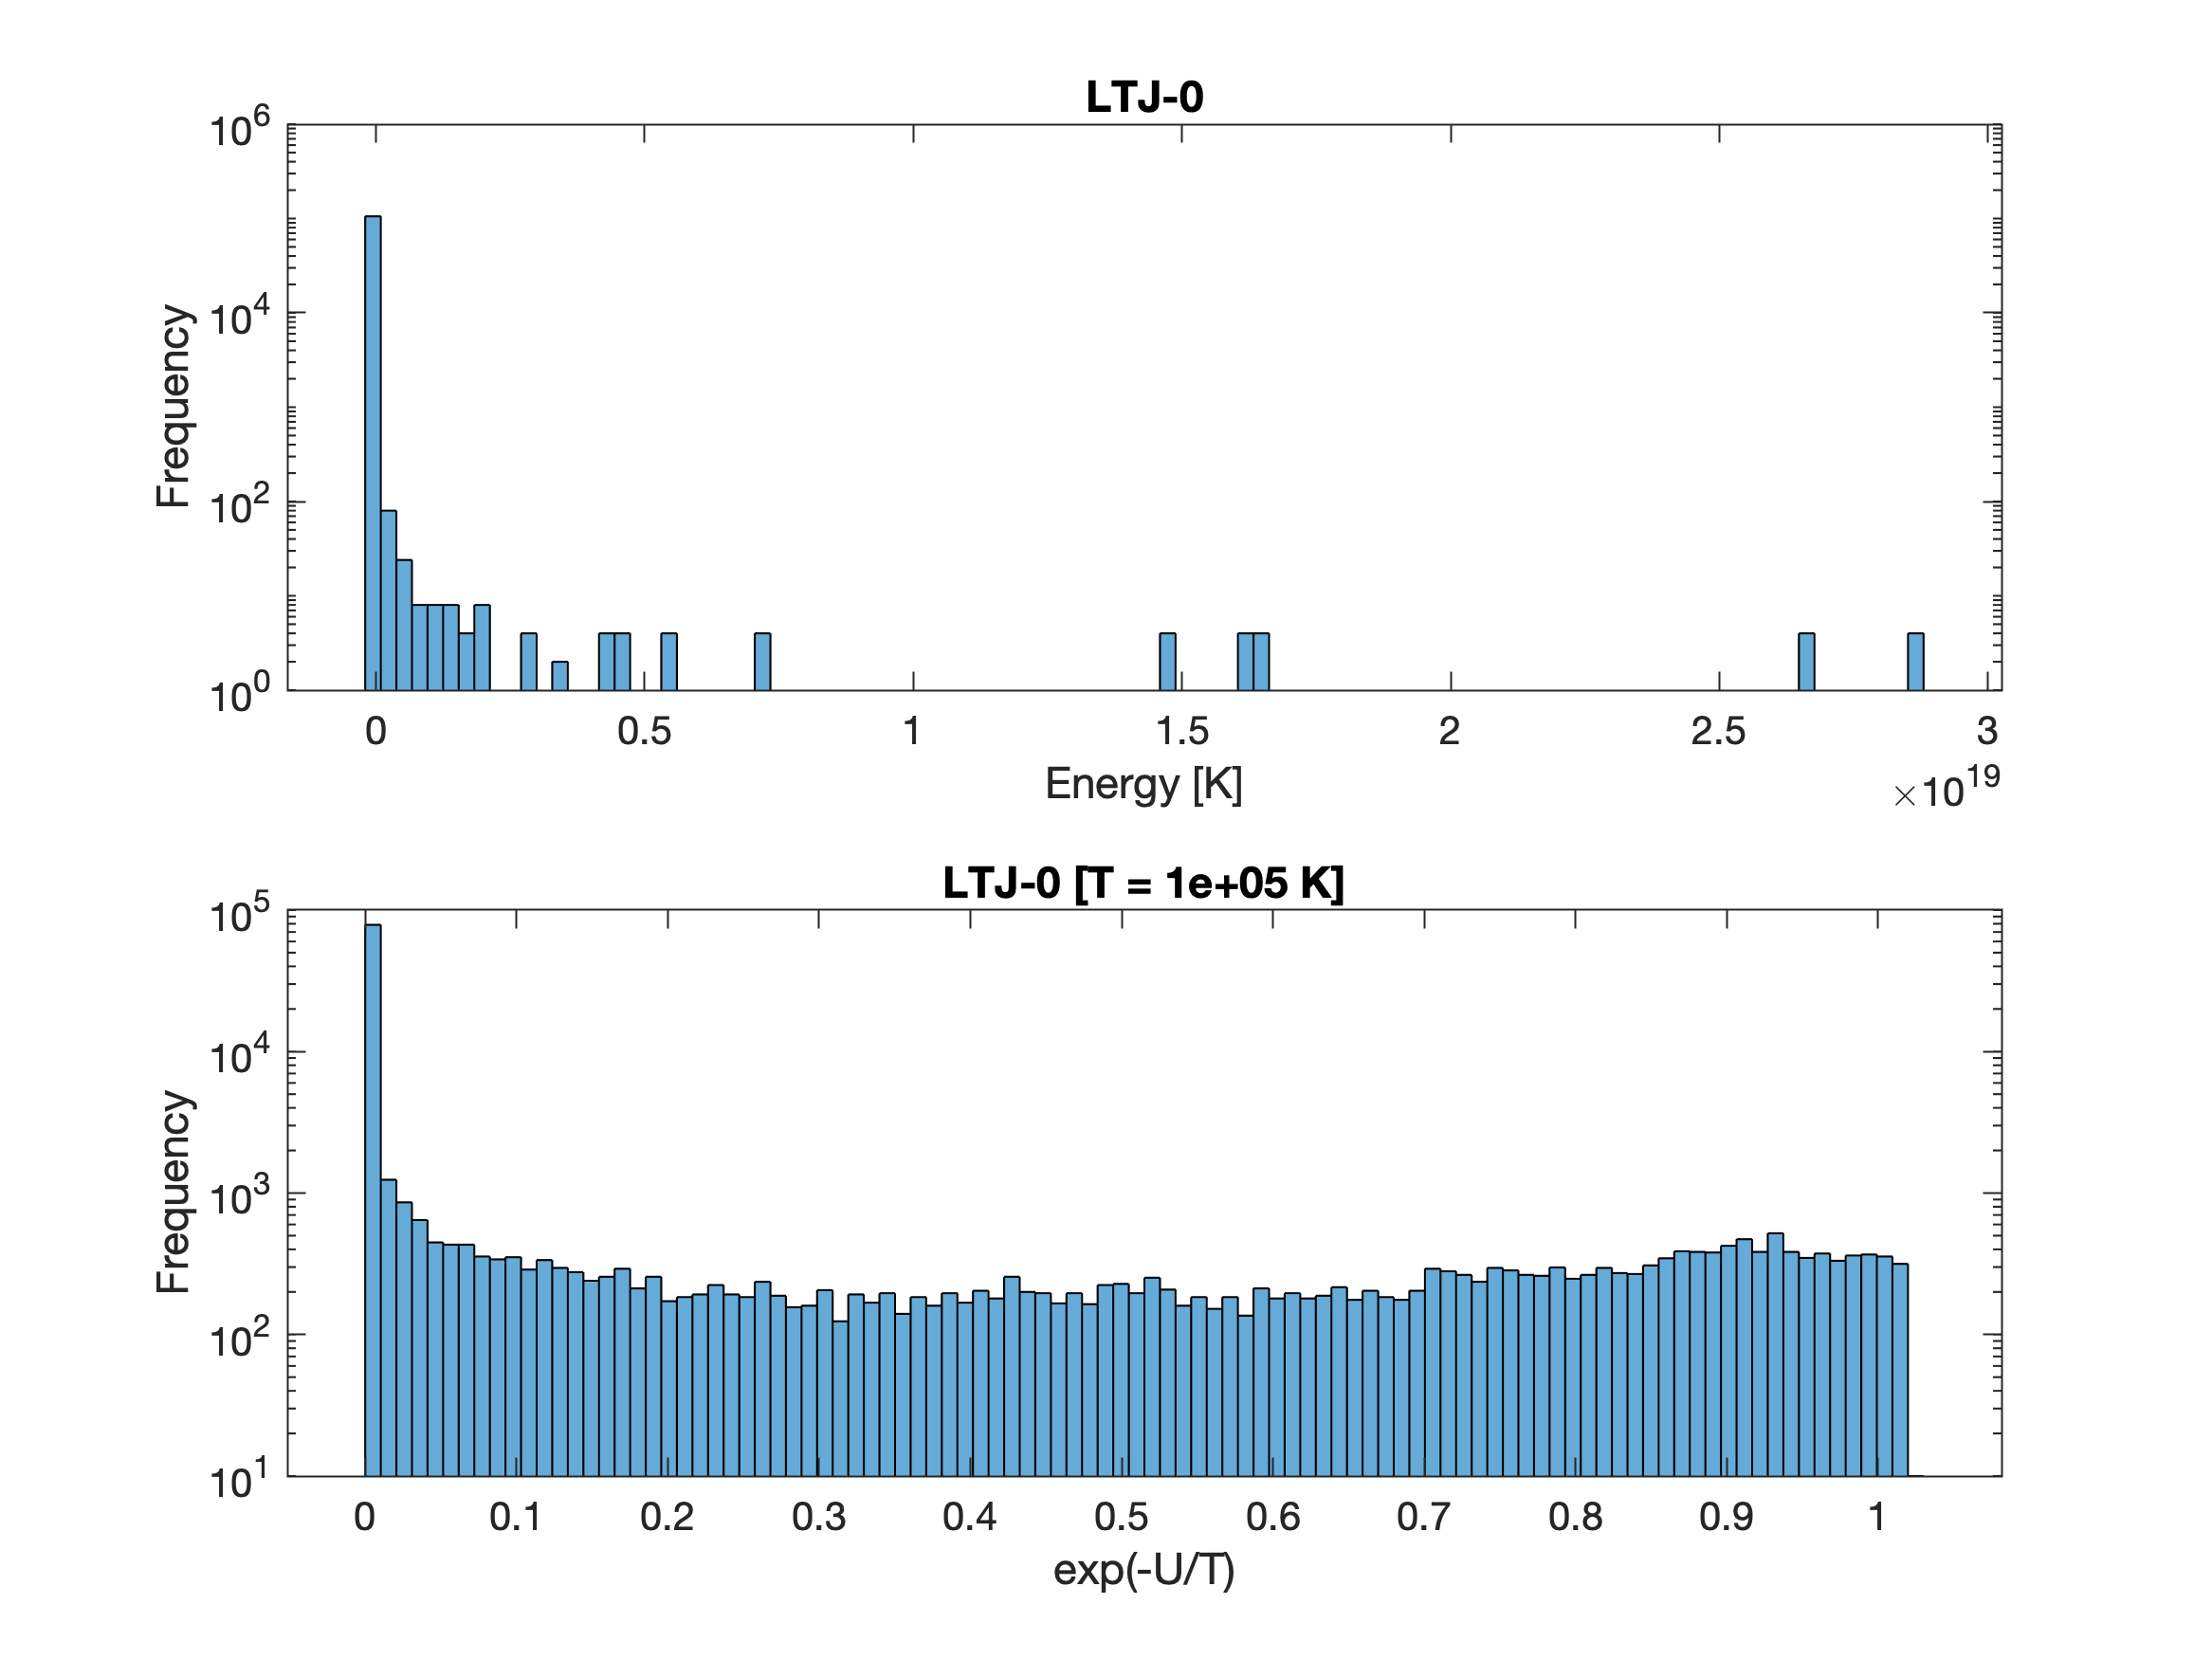 LTJ-0
10^6
10^4
10^2
10^0
Frequency
0 0.5 1 1.5 2 2.5 3
Energy [K]
×10^19
LTJ-0 [T = 1e+05 K]
10^5
10^4
10^3
10^2
10^1
Frequency
0 0.1 0.2 0.3 0.4 0.5 0.6 0.7 0.8 0.9 1
exp(-U/T)